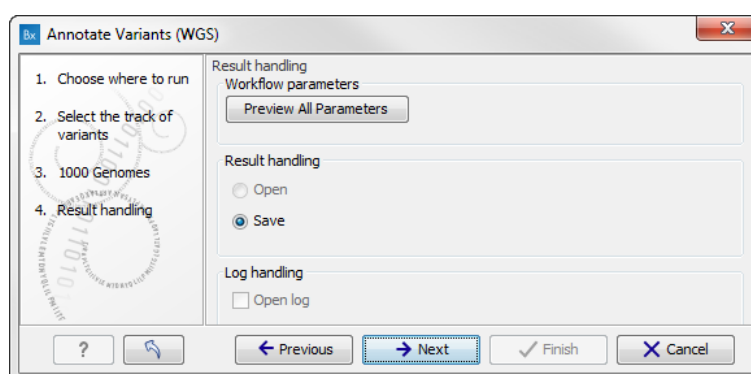 Bx Annotate Variants (WGS)
1. Choose where to run
2. Select the track of
variants
3. 1000 Genomes
4. Result handling
Result handling
Workflow parameters
Preview All Parameters
Result handling
Open
Save
Log handling
Open log
? Previous Next Finish Cancel